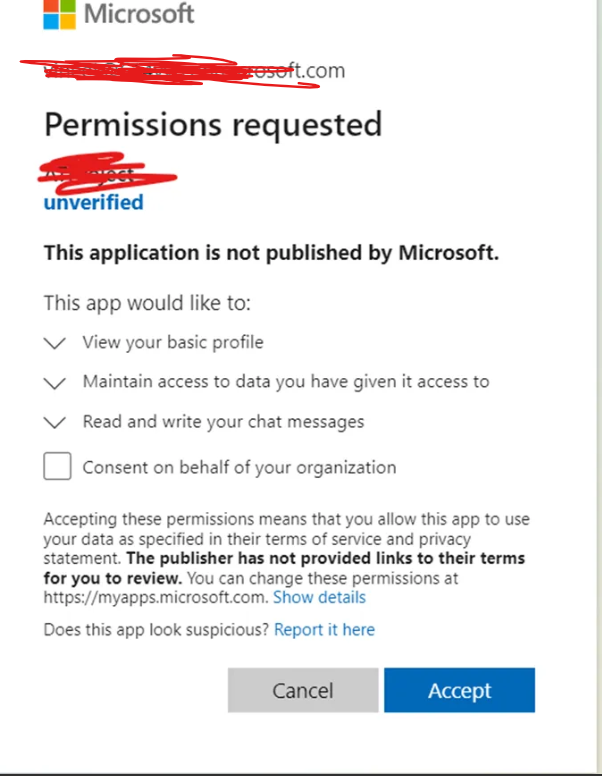 Microsoft
osoft.com
Permissions requested
unverified
This application is not published by Microsoft.
This app would like to:
View your basic profile
Maintain access to data you have given it access to
Read and write your chat messages
Consent on behalf of your organization
Accepting these permissions means that you allow this app to use
your data as specified in their terms of service and privacy
statement. The publisher has not provided links to their terms
for you to review. You can change these permissions at
https://myapps.microsoft.com. Show details
Does this app look suspicious? Report it here
Cancel
Accept